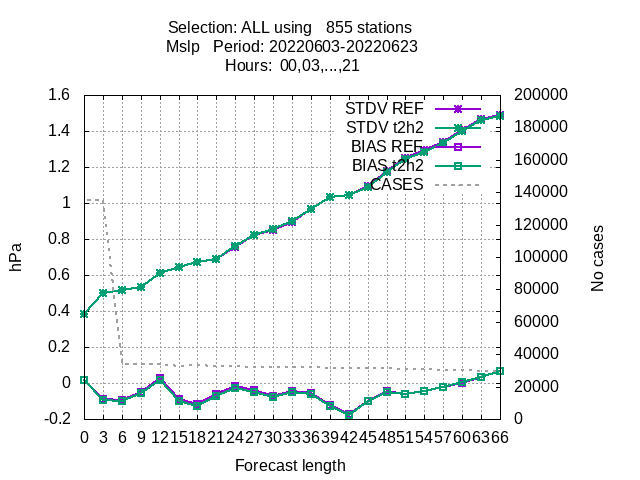 Selection: ALL using   855 stations
Mslp   Period: 20220603-20220623
Hours:  00,03,...,21
STDV REF
STDV t2h2
BIAS REF
BIAS t2h2
CASES
hPa
1.6
1.4
1.2
1
0.8
0.6
0.4
0.2
0
-0.2
200000
180000
160000
140000
120000
100000
80000
60000
40000
20000
0
No cases
0 3 6 9 12 15 18 21 24 27 30 33 36 39 42 45 48 51 54 57 60 63 66
Forecast length